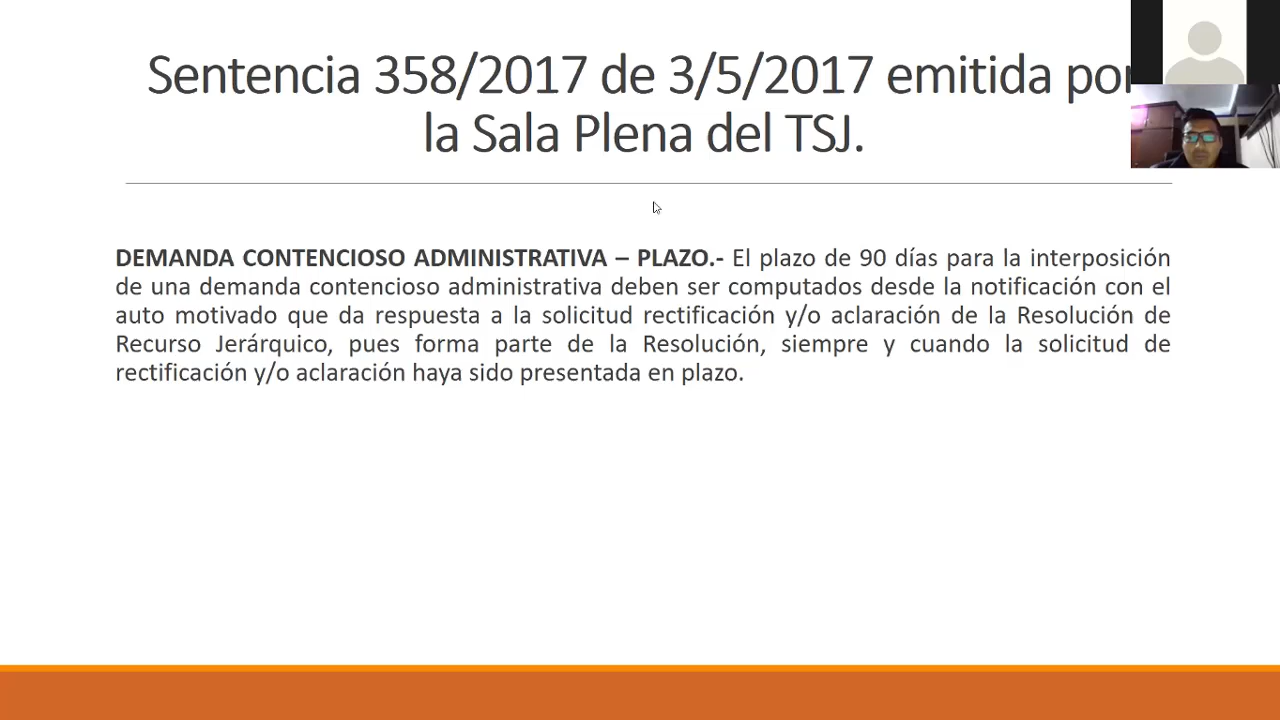 Sentencia 358/2017 de 3/5/2017 emitida por
la Sala Plena del TSJ.
DEMANDA CONTENCIOSO ADMINISTRATIVA – PLAZO.- El plazo de 90 días para la interposición
de una demanda contencioso administrativa deben ser computados desde la notificación con el
auto motivado que da respuesta a la solicitud rectificación y/o aclaración de la Resolución de
Recurso Jerárquico, pues forma parte de la Resolución, siempre y cuando la solicitud de
rectificación y/o aclaración haya sido presentada en plazo.